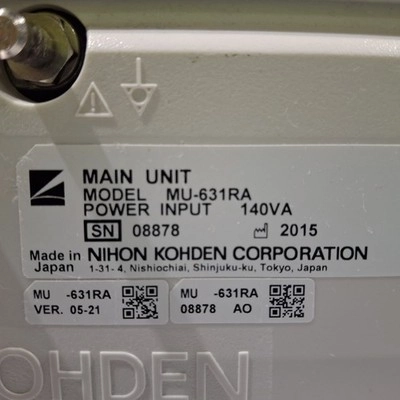 MAIN UNIT
MODEL MU-631RA
POWER INPUT 140VA
SN 08878 2015
Made in Japan NIHON KOHDEN CORPORATION
1-31-4, Nishiochiai, Shinjuku-ku, Tokyo, Japan
MU -631RA
VER. 05-21
MU -631RA
08878 AO
KOHDEN